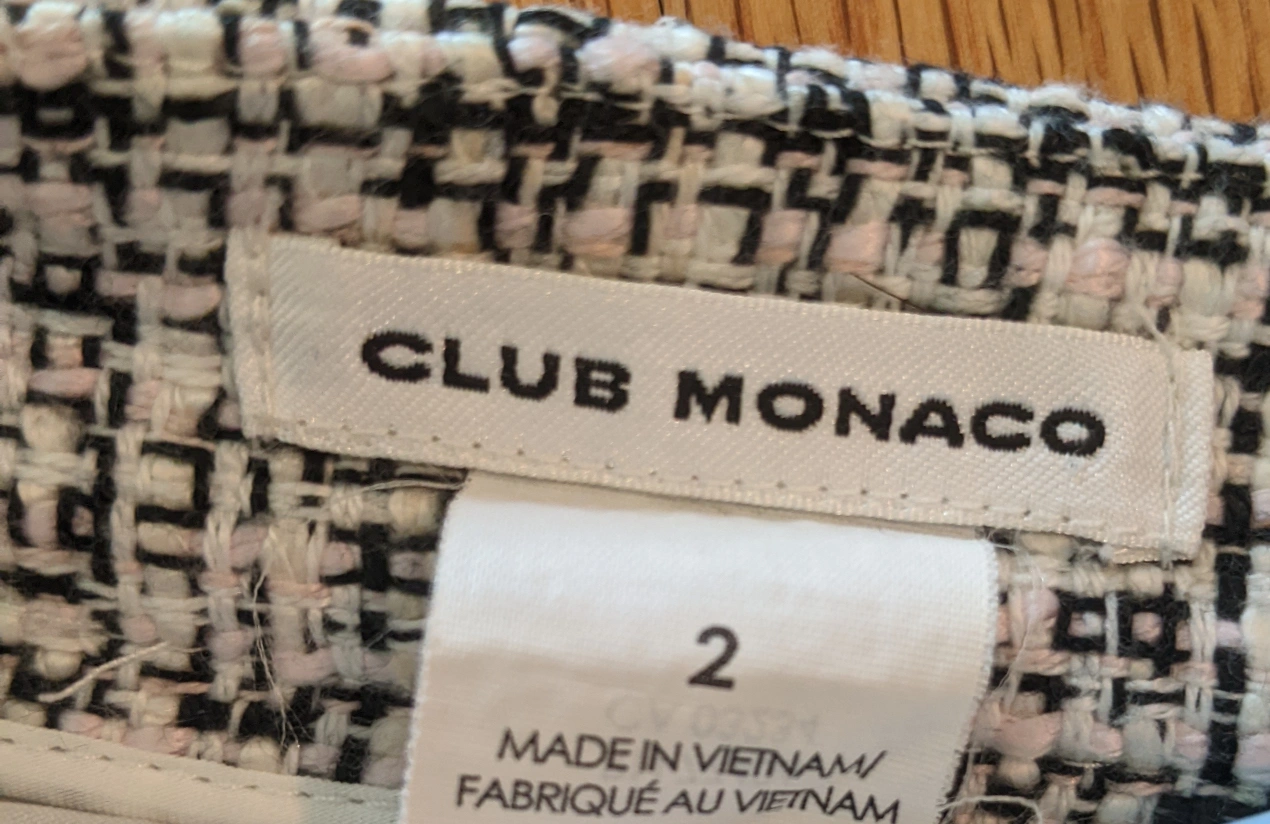 CLUB MONACO
2
MADE IN VIETNAM/
FABRIQUÉ AU VIETNAM